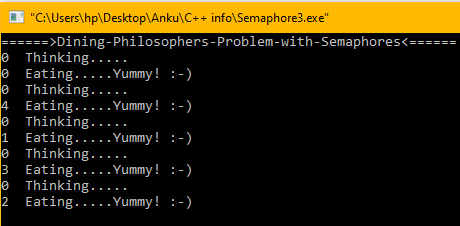 "C:\Users\hp\Desktop\Anku\C++ info\Semaphore3.exe"
======>Dining-Philosophers-Problem-with-Semaphores<======
0  Thinking.....
0  Eating.....Yummy! :-)
0  Thinking.....
4  Eating.....Yummy! :-)
0  Thinking.....
1  Eating.....Yummy! :-)
0  Thinking.....
3  Eating.....Yummy! :-)
0  Thinking.....
2  Eating.....Yummy! :-)